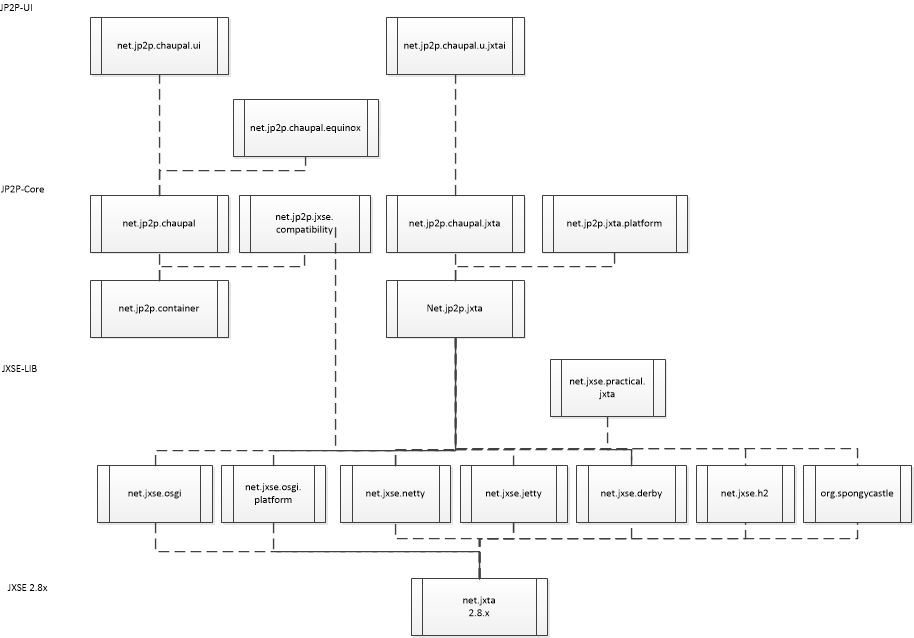 JP2P-UI
net.jp2p.chaupal.ui
net.jp2p.chaupal.u.jxtai
net.jp2p.chaupal.equinox
JP2P-Core
net.jp2p.chaupal
net.jp2p.jxse.
compatibility
net.jp2p.chaupal.jxta
net.jp2p.jxta.platform
net.jp2p.container
Net.jp2p.jxta
JXSE-LIB
net.jxse.practical.
jxta
net.jxse.osgi
net.jxse.osgi.
platform
net.jxse.netty
net.jxse.jetty
net.jxse.derby
net.jxse.h2
org.spongycastle
JXSE 2.8x
net.jxta
2.8.x